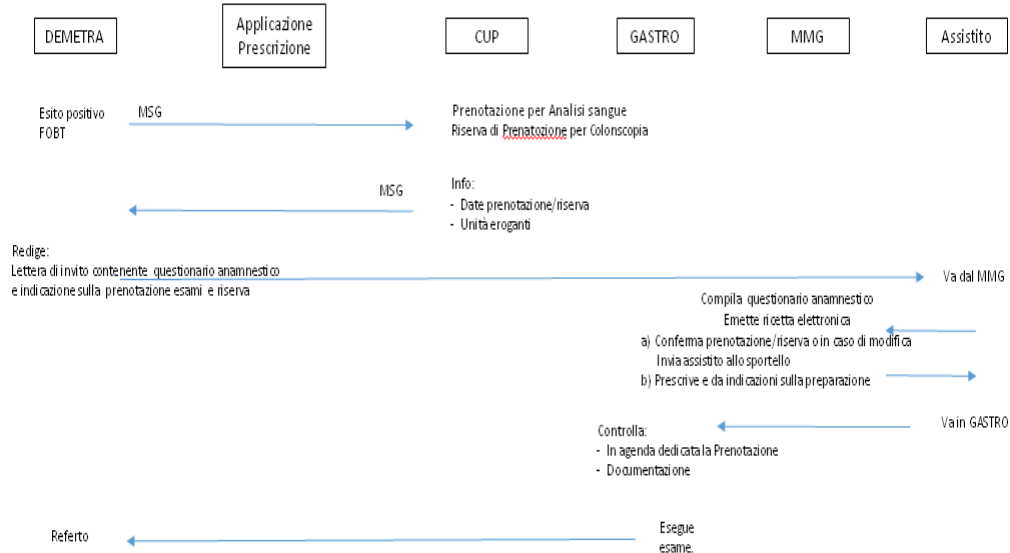 DEMETRA
Applicazione
Prescrizione
CUP
GASTRO
MMG
Assistito
Esito positivo
FOBT
MSG
Prenotazione per Analisi sangue
Riserva di Prenatozione per Colonscopia
MSG
Info:
- Date prenotazione/riserva
- Unità eroganti
Redige:
Lettera di invito contenente questionario anamnestico
e indicazione sulla prenotazione esami e riserva
Va dal MMG
Compila questionario anamnestico
Emette ricetta elettronica
a) Conferma prenotazione/riserva o in caso di modifica
Invia assistito allo sportello
b) Prescrive e da indicazioni sulla preparazione
Va in GASTRO
Controlla:
- In agenda dedicata la Prenotazione
- Documentazione
Referto
Esegue
esame.